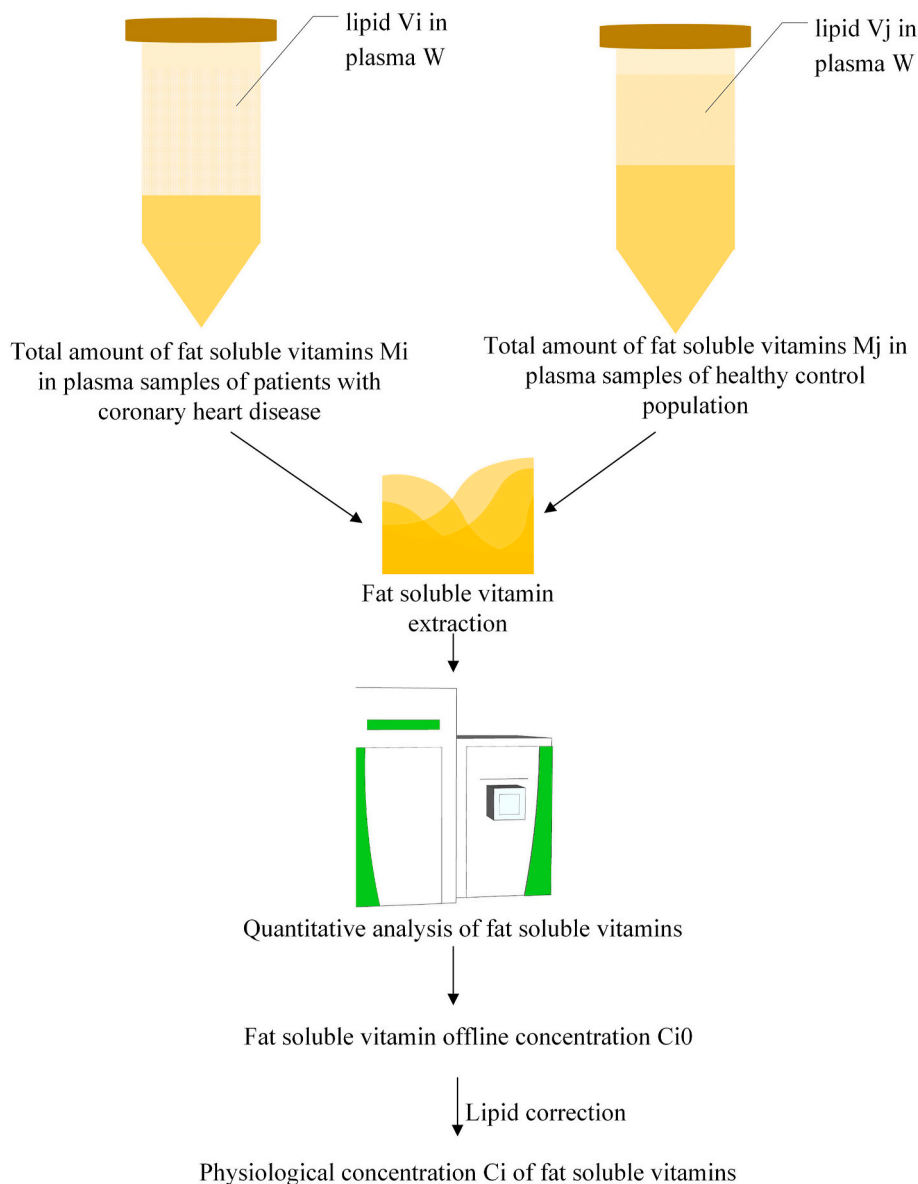 lipid Vi in
plasma W
lipid Vj in
plasma W
Total amount of fat soluble vitamins Mi
in plasma samples of patients with
coronary heart disease
Total amount of fat soluble vitamins Mj in
plasma samples of healthy control
population
Fat soluble vitamin
extraction
Quantitative analysis of fat soluble vitamins
Fat soluble vitamin offline concentration Ci0
Lipid correction
Physiological concentration Ci of fat soluble vitamins